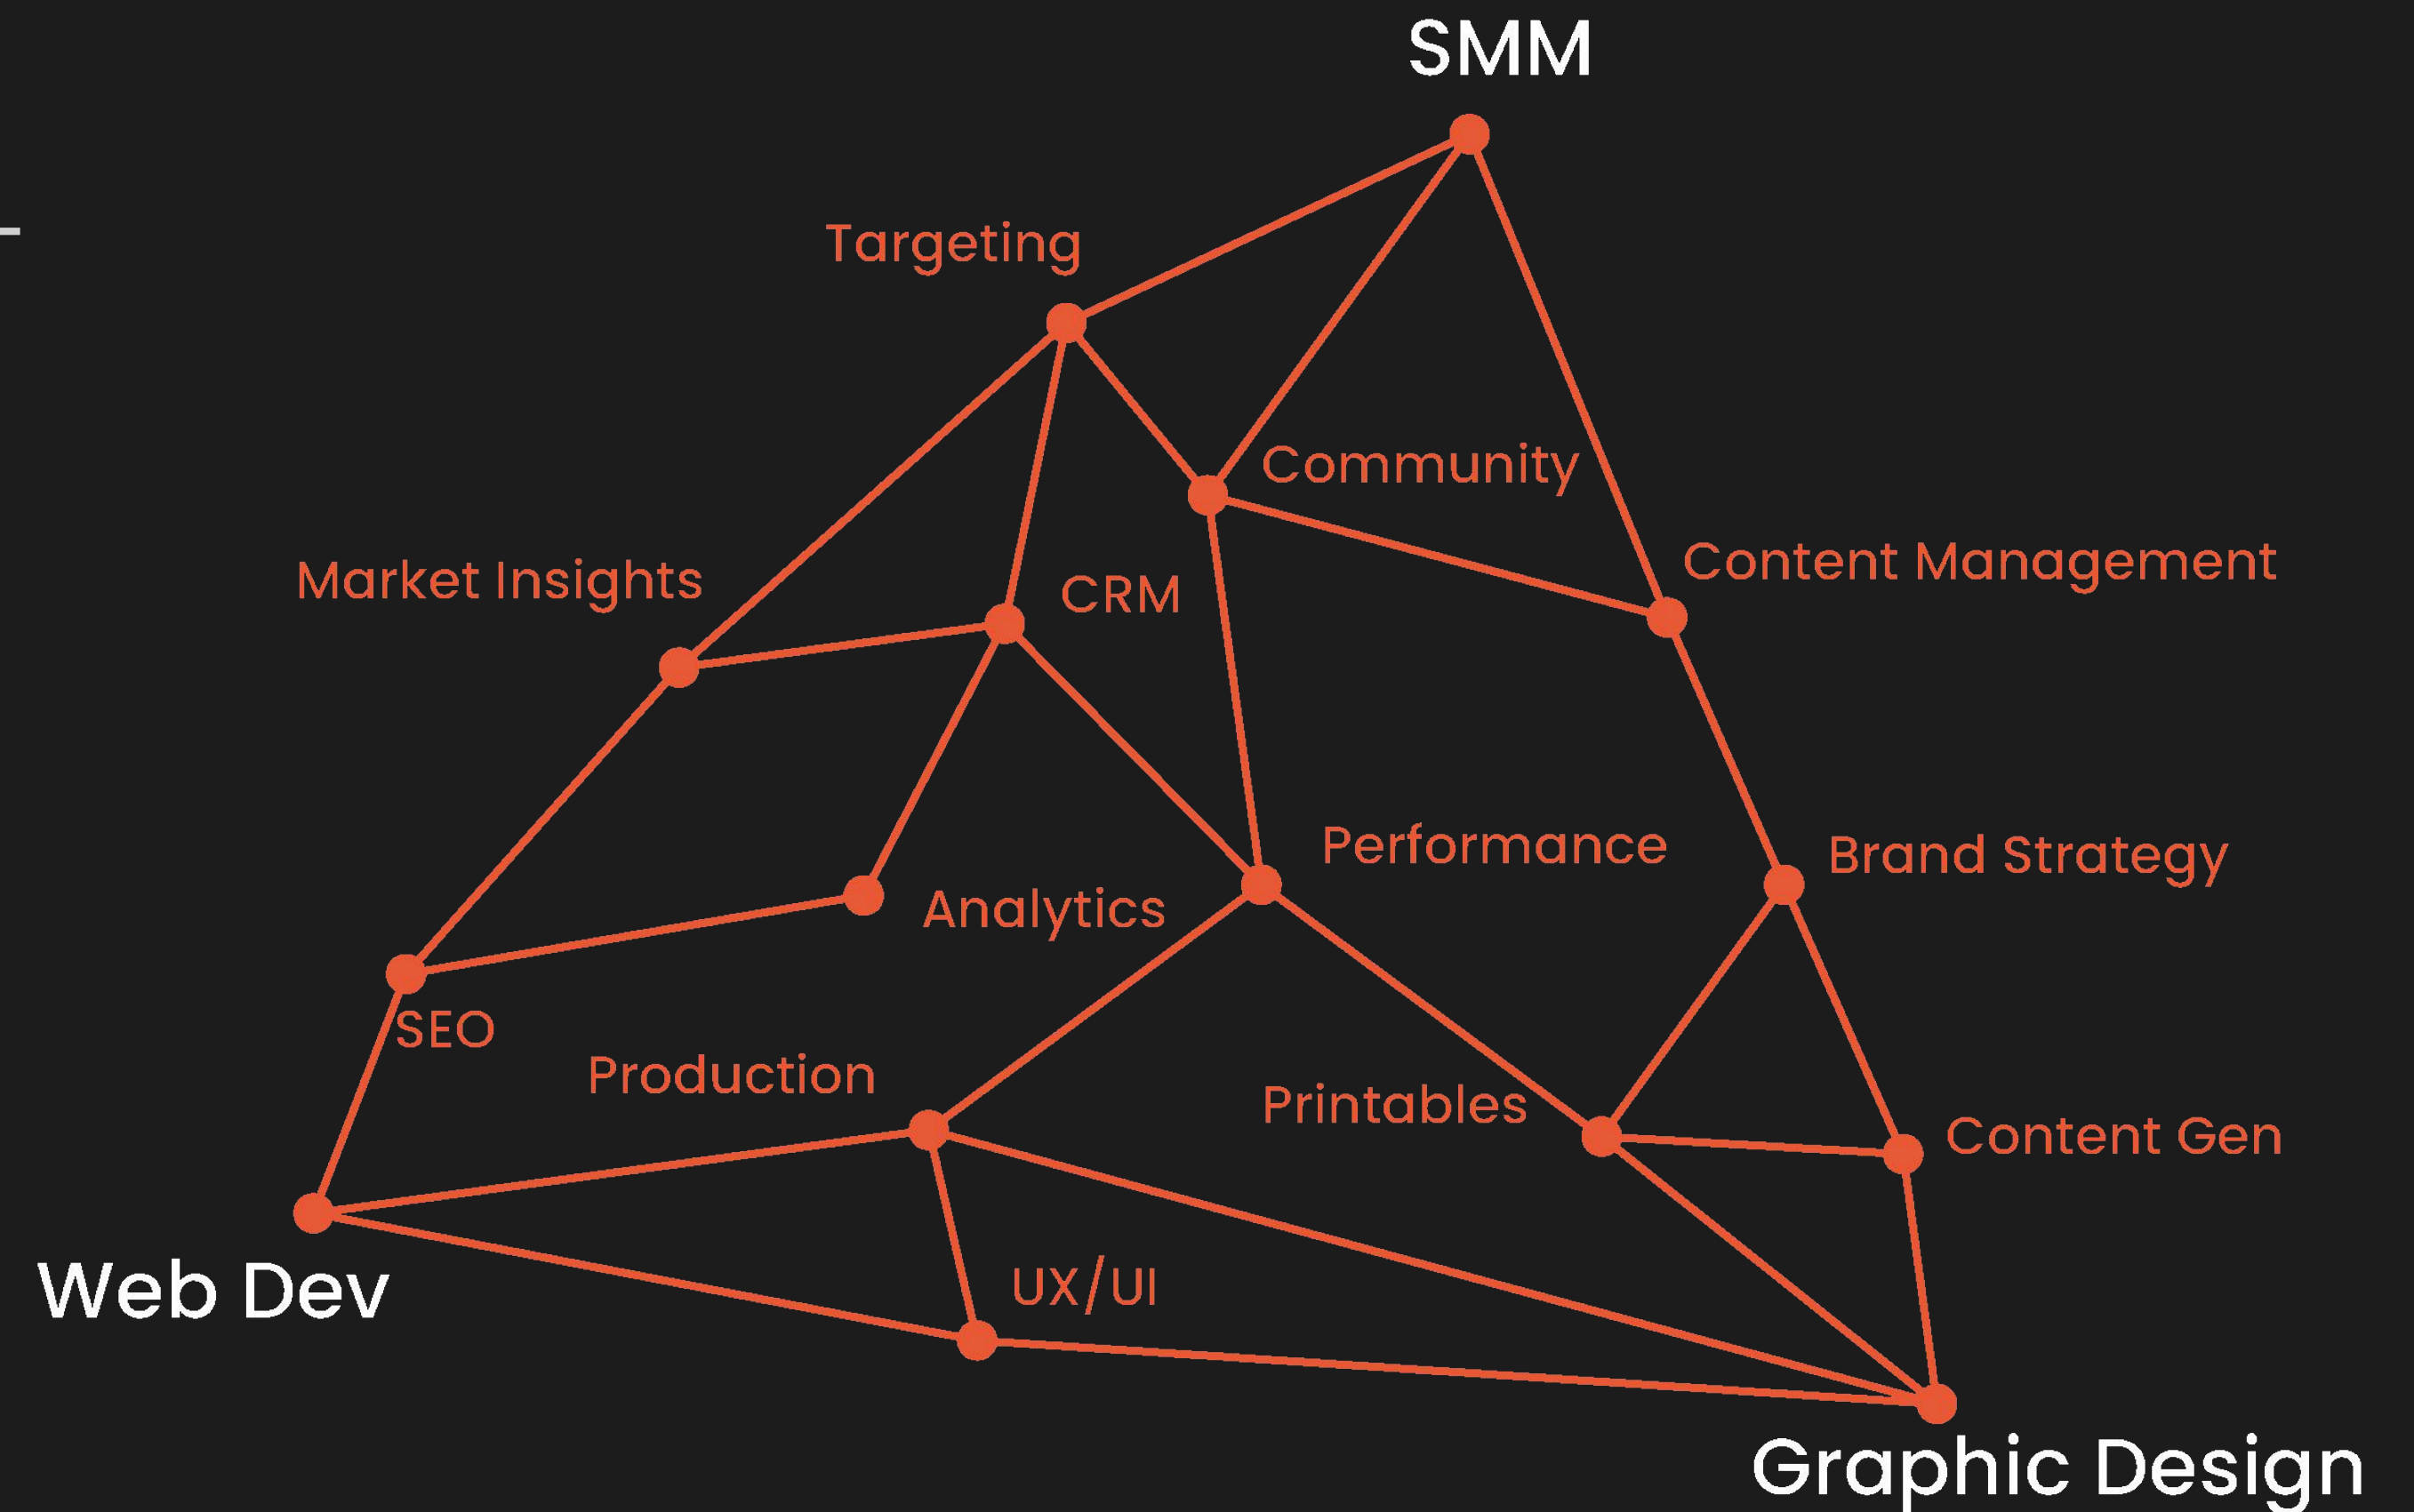 SMM
Targeting
Community
Content Management
Market Insights
CRM
Performance
Brand Strategy
Analytics
SEO
Production
Printables
Content Gen
UX/UI
Web Dev
Graphic Design